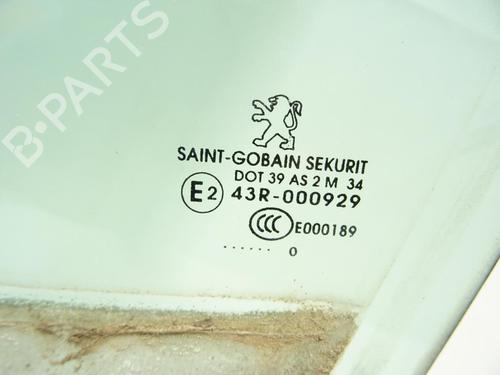 B-PARTS
SAINT-GOBAIN SEKURIT
DOT 39 AS 2 M 34
E2 43R-000929
CCC E000189
...... 0